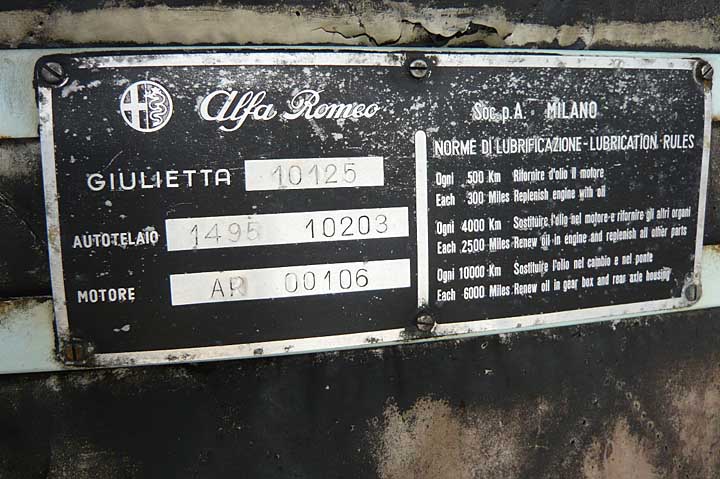 Alfa Romeo
GIULIETTA 10125
AUTOTELAIO 1495 10203
MOTORE AR 00106
Soc. p. A. MILANO
NORME DI LUBRIFICAZIONE - LUBRICATION RULES
Ogni 500 Km Rifornire d'olio il motore
Each 300 Miles Replenish engine with oil
Ogni 4000 Km Sostituire l'olio nel motore e rifornire gli altri organi
Each 2500 Miles Renew oil in engine and replenish all other parts
Ogni 10000 Km Sostituire l'olio nel cambio e nel ponte
Each 6000 Miles Renew oil in gear box and rear axle housing